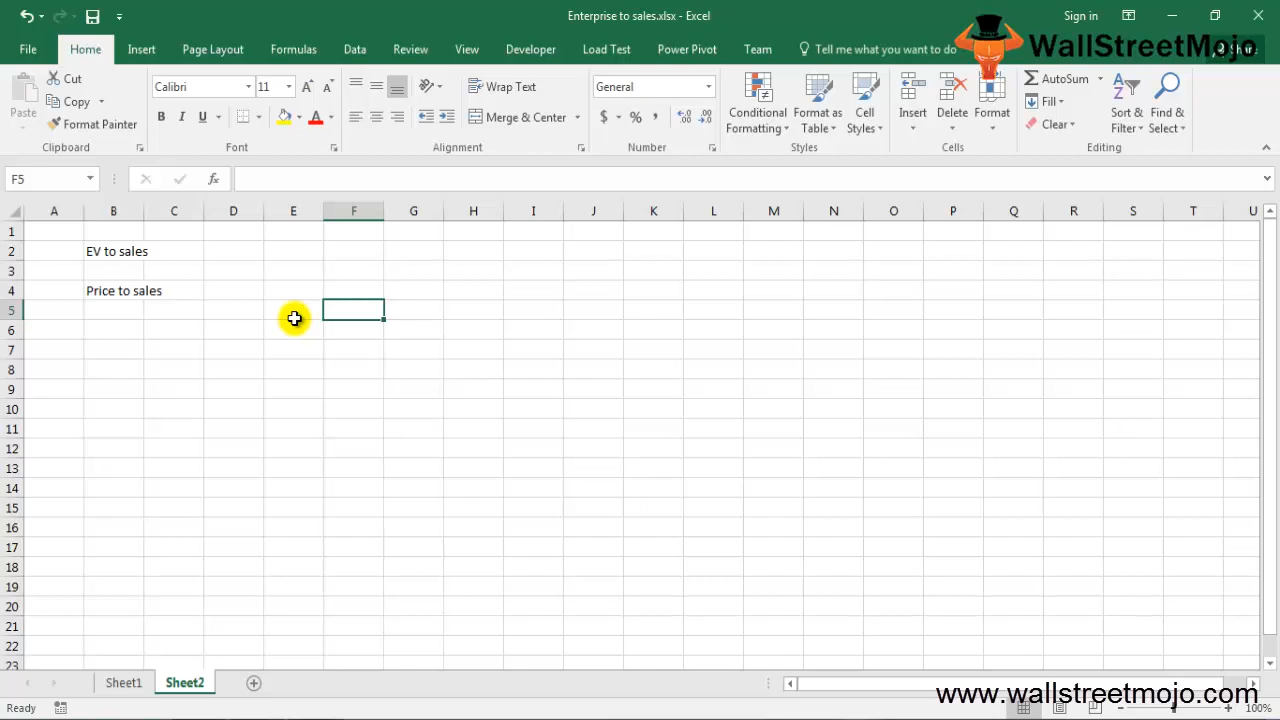 Enterprise to sales.xlsx - Excel
Sign in
File Home Insert Page Layout Formulas Data Review View Developer Load Test Power Pivot Team Tell me what you want to do
WallStreetMojo
Share
Paste
Cut
Copy
Format Painter
Clipboard
Calibri 11
B I U
Font
Wrap Text
Merge & Center
Alignment
General
$ % ,
Number
Conditional Formatting
Format as Table
Cell Styles
Styles
Insert
Delete
Format
Cells
AutoSum
Fill
Clear
Sort & Filter
Find & Select
Editing
F5 fx
A B C D E F G H I J K L M N O P Q R S T U
1
2 EV to sales
3
4 Price to sales
5
6
7
8
9
10
11
12
13
14
15
16
17
18
19
20
21
22
23
Sheet1 Sheet2
www.wallstreetmojo.com
Ready
100%